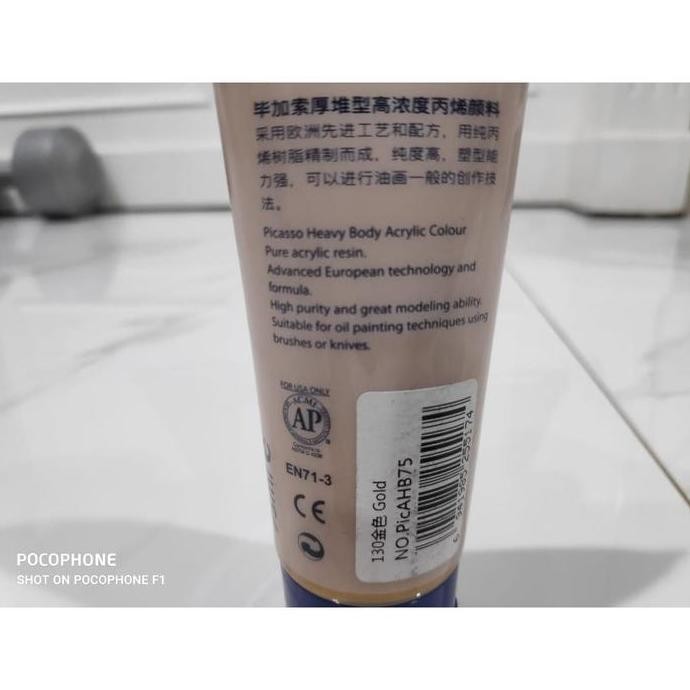 毕加索厚堆型高浓度丙烯颜料
采用欧洲先进工艺和配方，用纯丙
烯树脂精制而成，纯度高，塑型能
力强，可以进行油画一般的创作技
法。
Picasso Heavy Body Acrylic Colour
Pure acrylic resin.
Advanced European technology and
formula.
High purity and great modeling ability.
Suitable for oil painting techniques using
brushes or knives.
FOR USA ONLY
ACMI
AP
EN71-3
CE
130金色 Gold
NO.PicAHB75
POCOPHONE
SHOT ON POCOPHONE F1